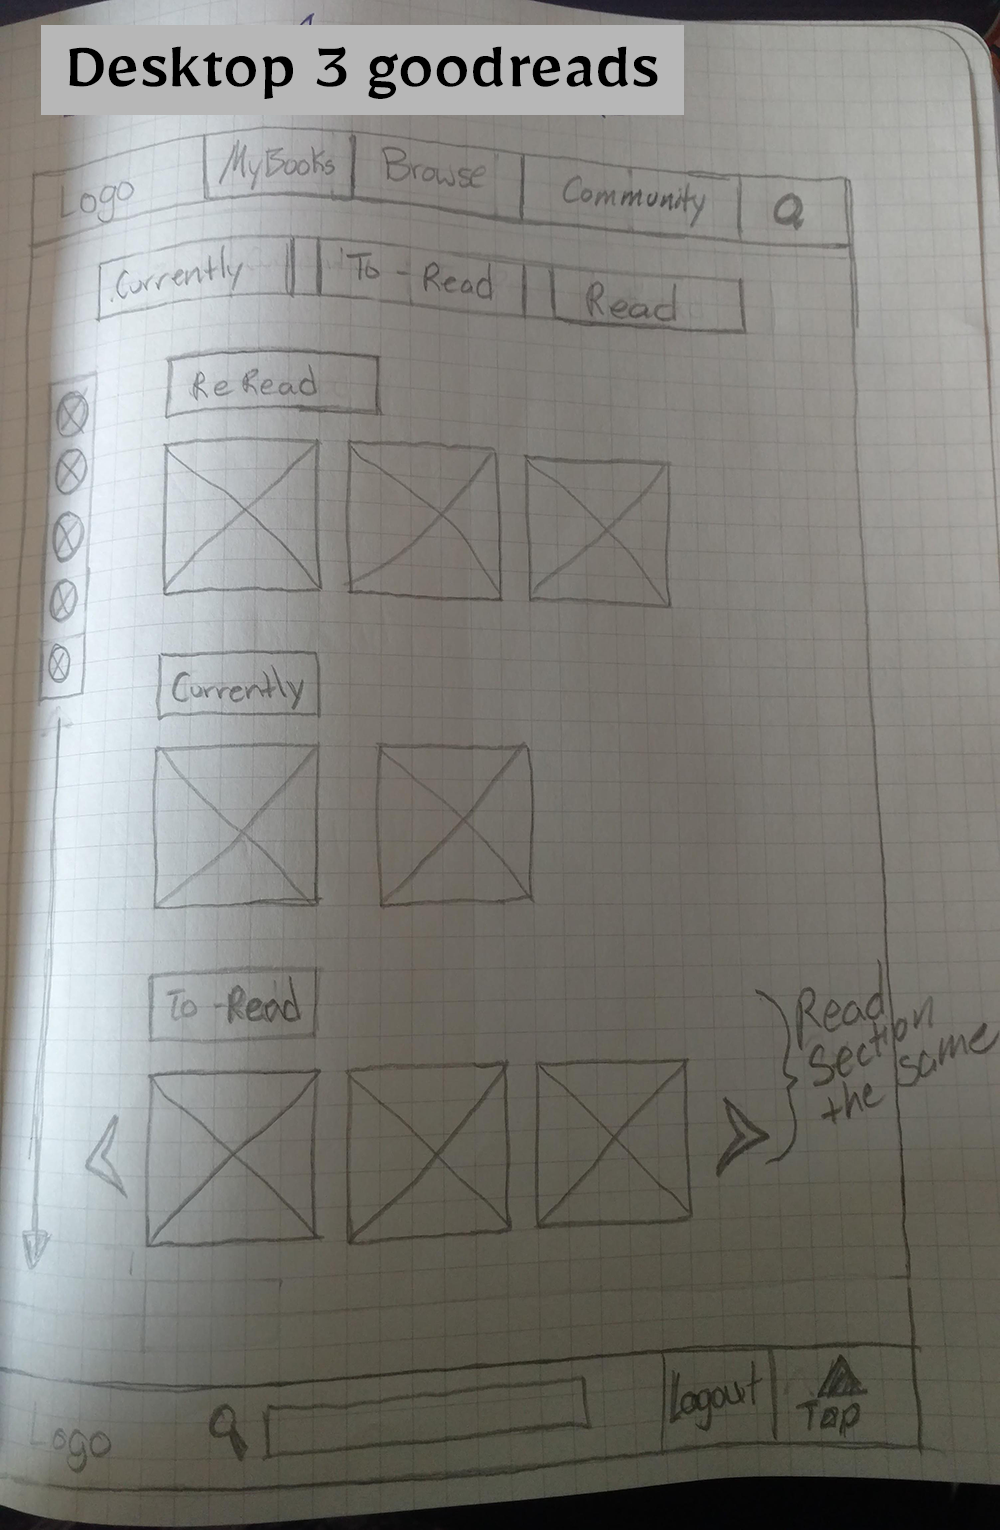 Desktop 3 goodreads
Logo
MyBooks
Browse
Community
Currently
To - Read
Read
ReRead
Currently
To -Read
Read
Section
the same
Logo
Logout
Top